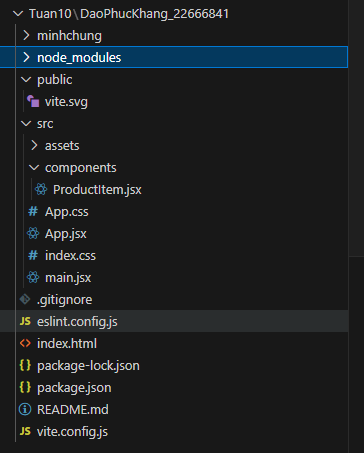 Tuan10\DaoPhucKhang_22666841
minhchung
node_modules
public
vite.svg
src
assets
components
ProductItem.jsx
# App.css
App.jsx
# index.css
main.jsx
.gitignore
JS eslint.config.js
<> index.html
{} package-lock.json
{} package.json
README.md
JS vite.config.js